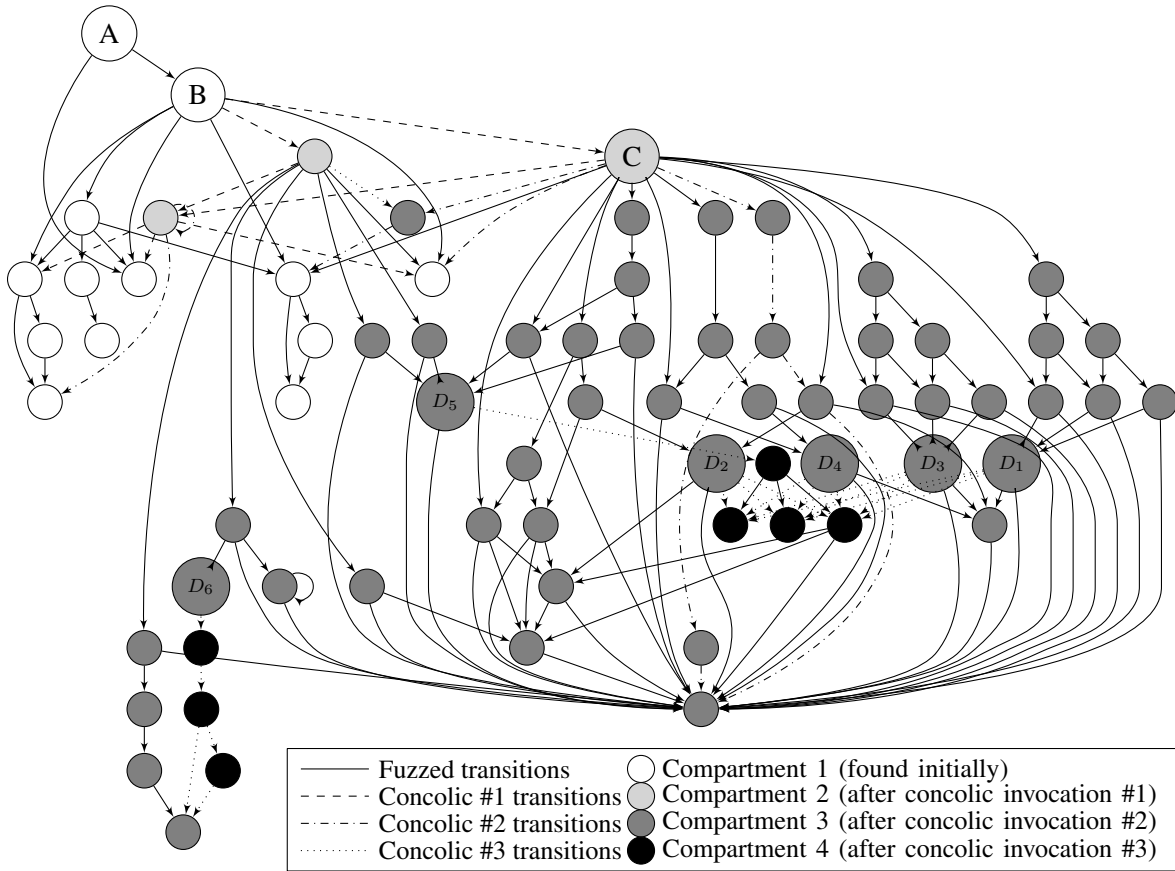 A
B
C
D5
D2
D4
D3
D1
D6
Fuzzed transitions
Concolic #1 transitions
Concolic #2 transitions
Concolic #3 transitions
Compartment 1 (found initially)
Compartment 2 (after concolic invocation #1)
Compartment 3 (after concolic invocation #2)
Compartment 4 (after concolic invocation #3)